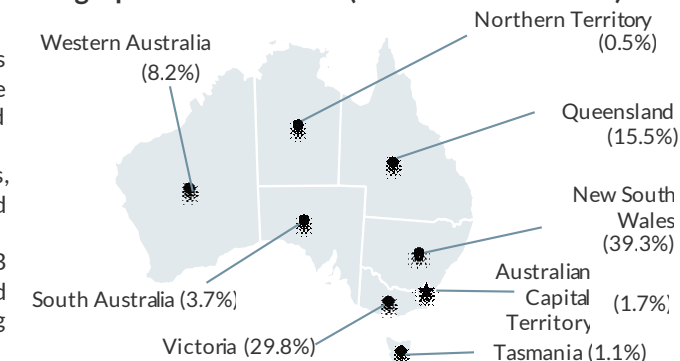 Northern Territory
(0.5%)
Western Australia
(8.2%)
Queensland
(15.5%)
New South
Wales
(39.3%)
Australian
Capital (1.7%)
Territory
South Australia (3.7%)
Victoria (29.8%)
Tasmania (1.1%)